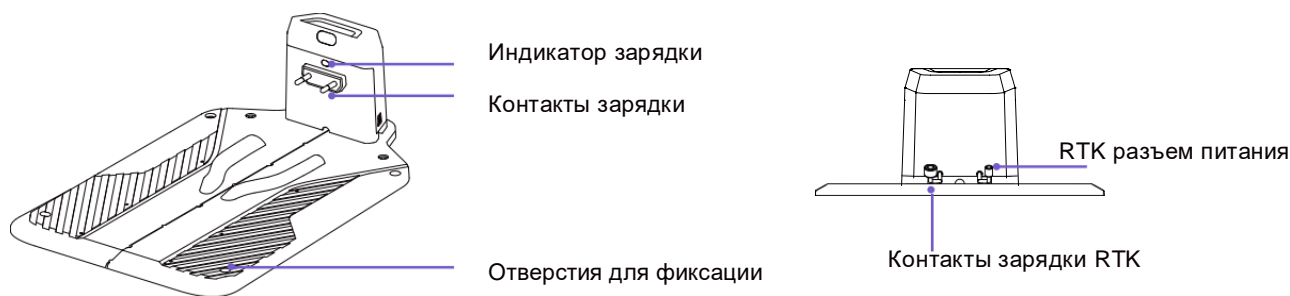 Индикатор зарядки
Контакты зарядки
Отверстия для фиксации
RTK разъем питания
Контакты зарядки RTK